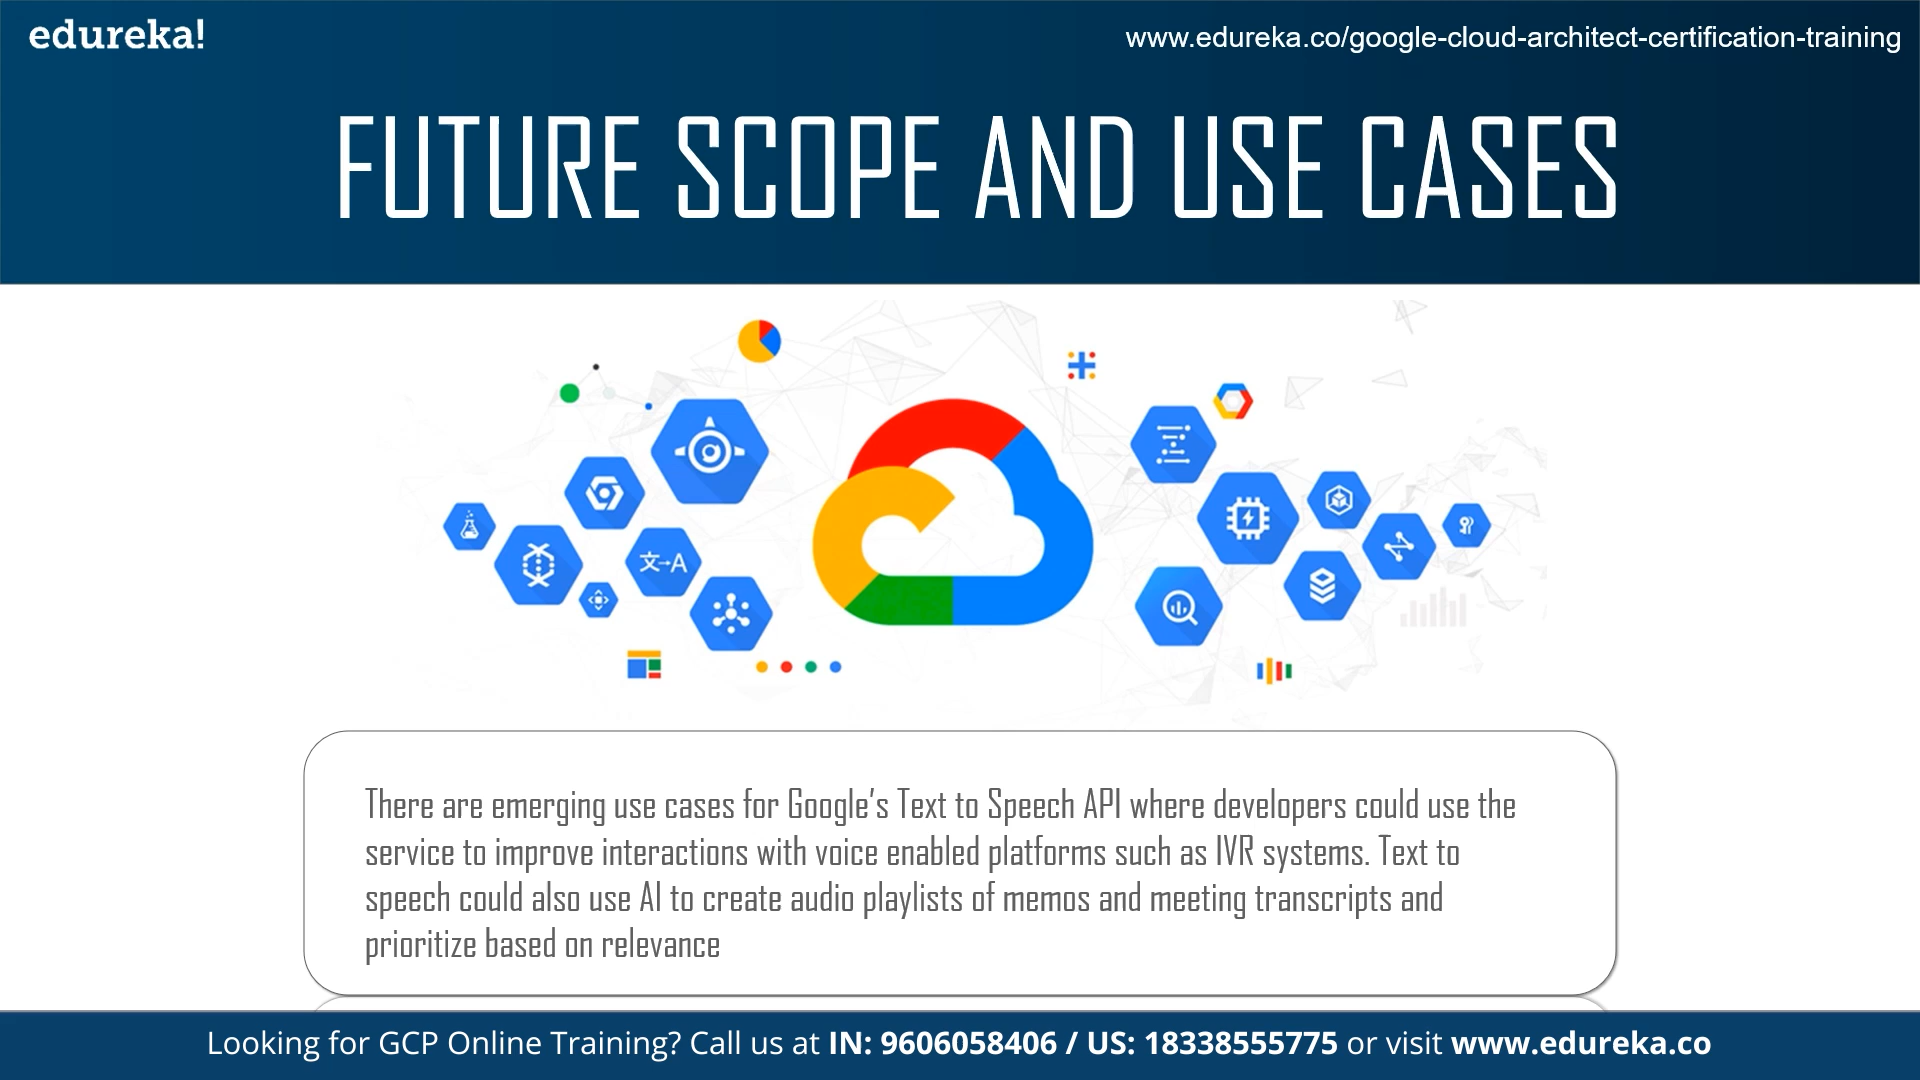 edureka!
www.edureka.co/google-cloud-architect-certification-training
FUTURE SCOPE AND USE CASES
文→A
There are emerging use cases for Google's Text to Speech API where developers could use the
service to improve interactions with voice enabled platforms such as IVR systems. Text to
speech could also use AI to create audio playlists of memos and meeting transcripts and
prioritize based on relevance
Looking for GCP Online Training? Call us at IN: 9606058406 / US: 18338555775 or visit www.edureka.co